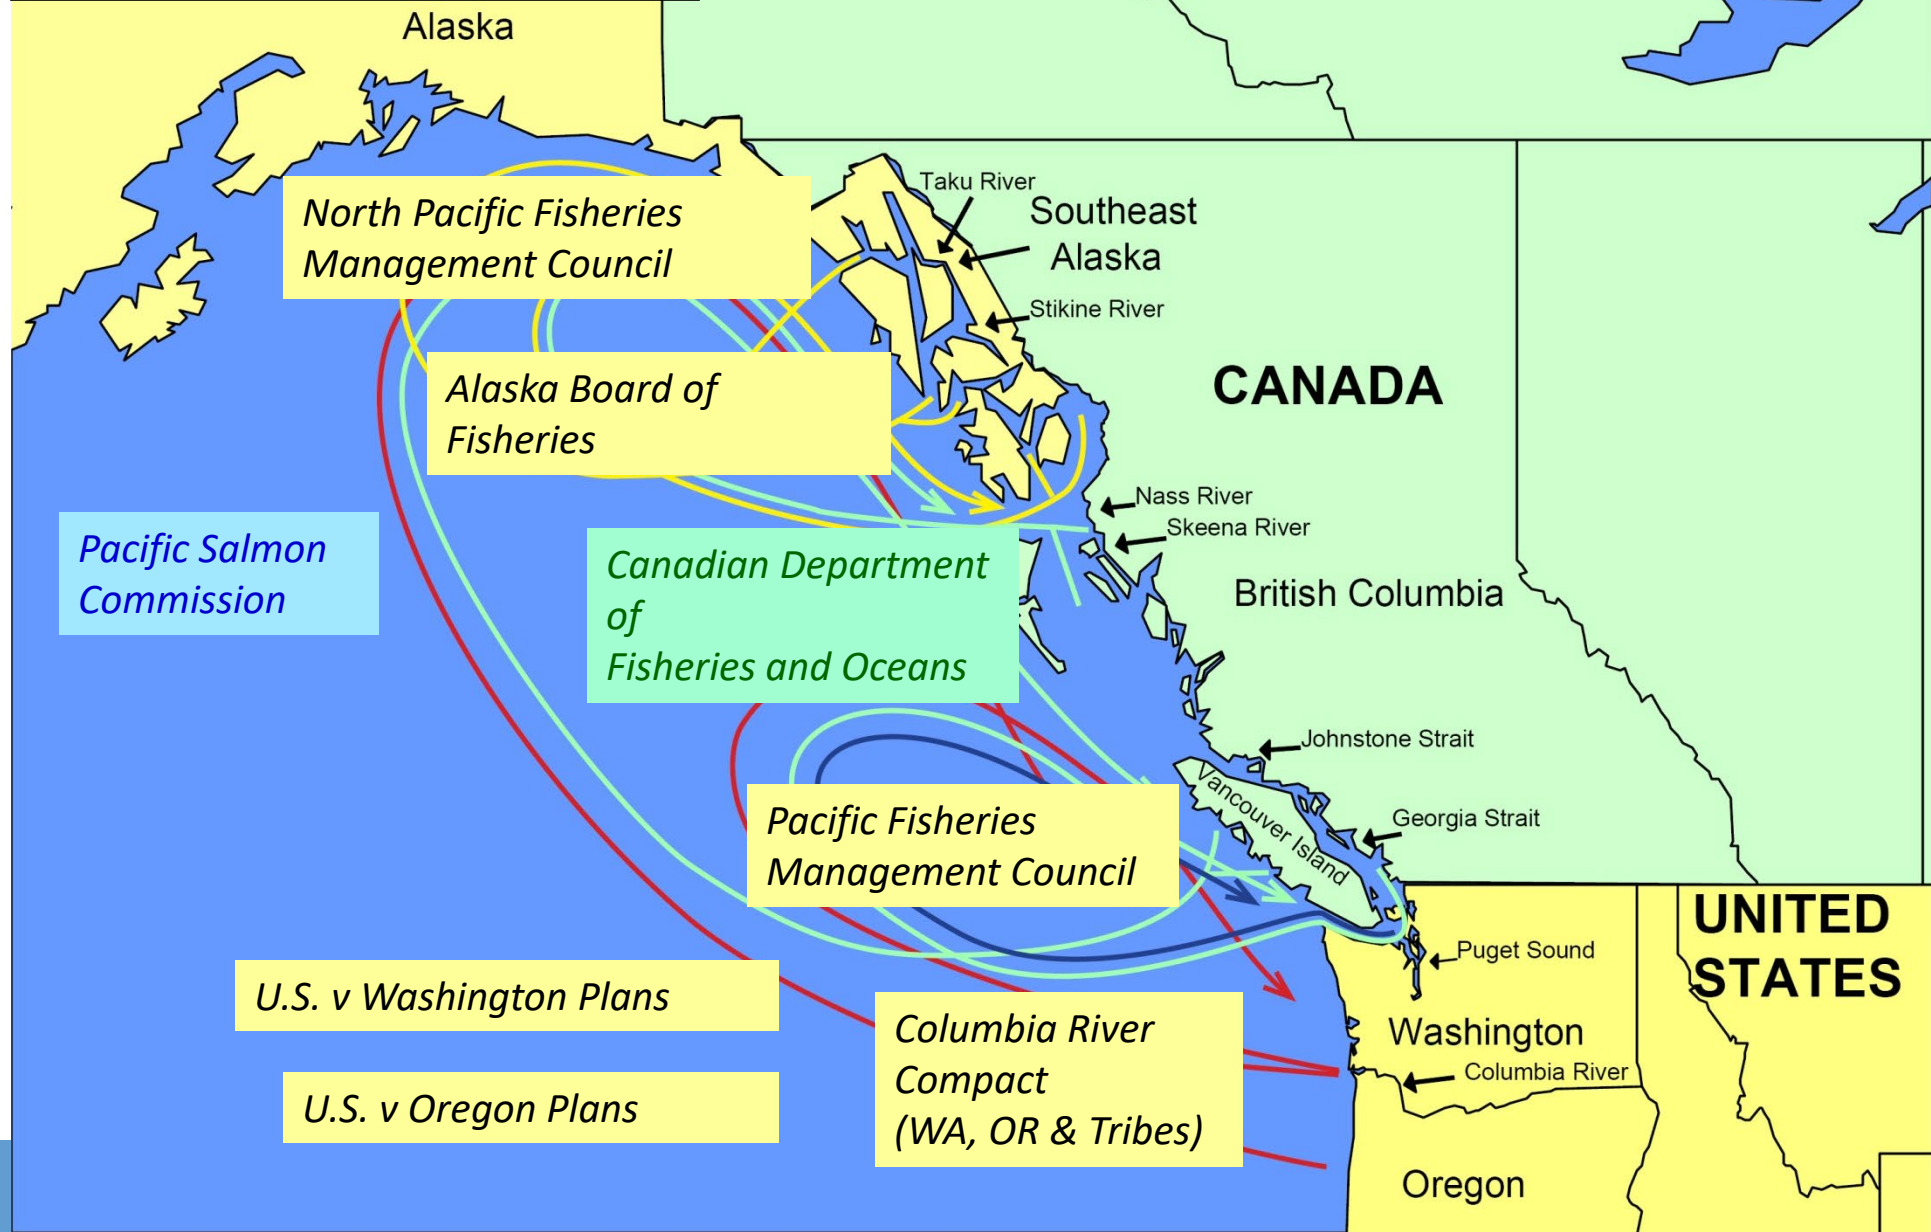 Alaska
North Pacific Fisheries
Management Council
Taku River
Southeast
Alaska
Stikine River
Alaska Board of
Fisheries
CANADA
Nass River
Skeena River
Pacific Salmon
Commission
Canadian Department
of
Fisheries and Oceans
British Columbia
Johnstone Strait
Vancouver Island
Georgia Strait
Pacific Fisheries
Management Council
UNITED
STATES
Puget Sound
U.S. v Washington Plans
Columbia River
Compact
(WA, OR & Tribes)
Washington
Columbia River
U.S. v Oregon Plans
Oregon